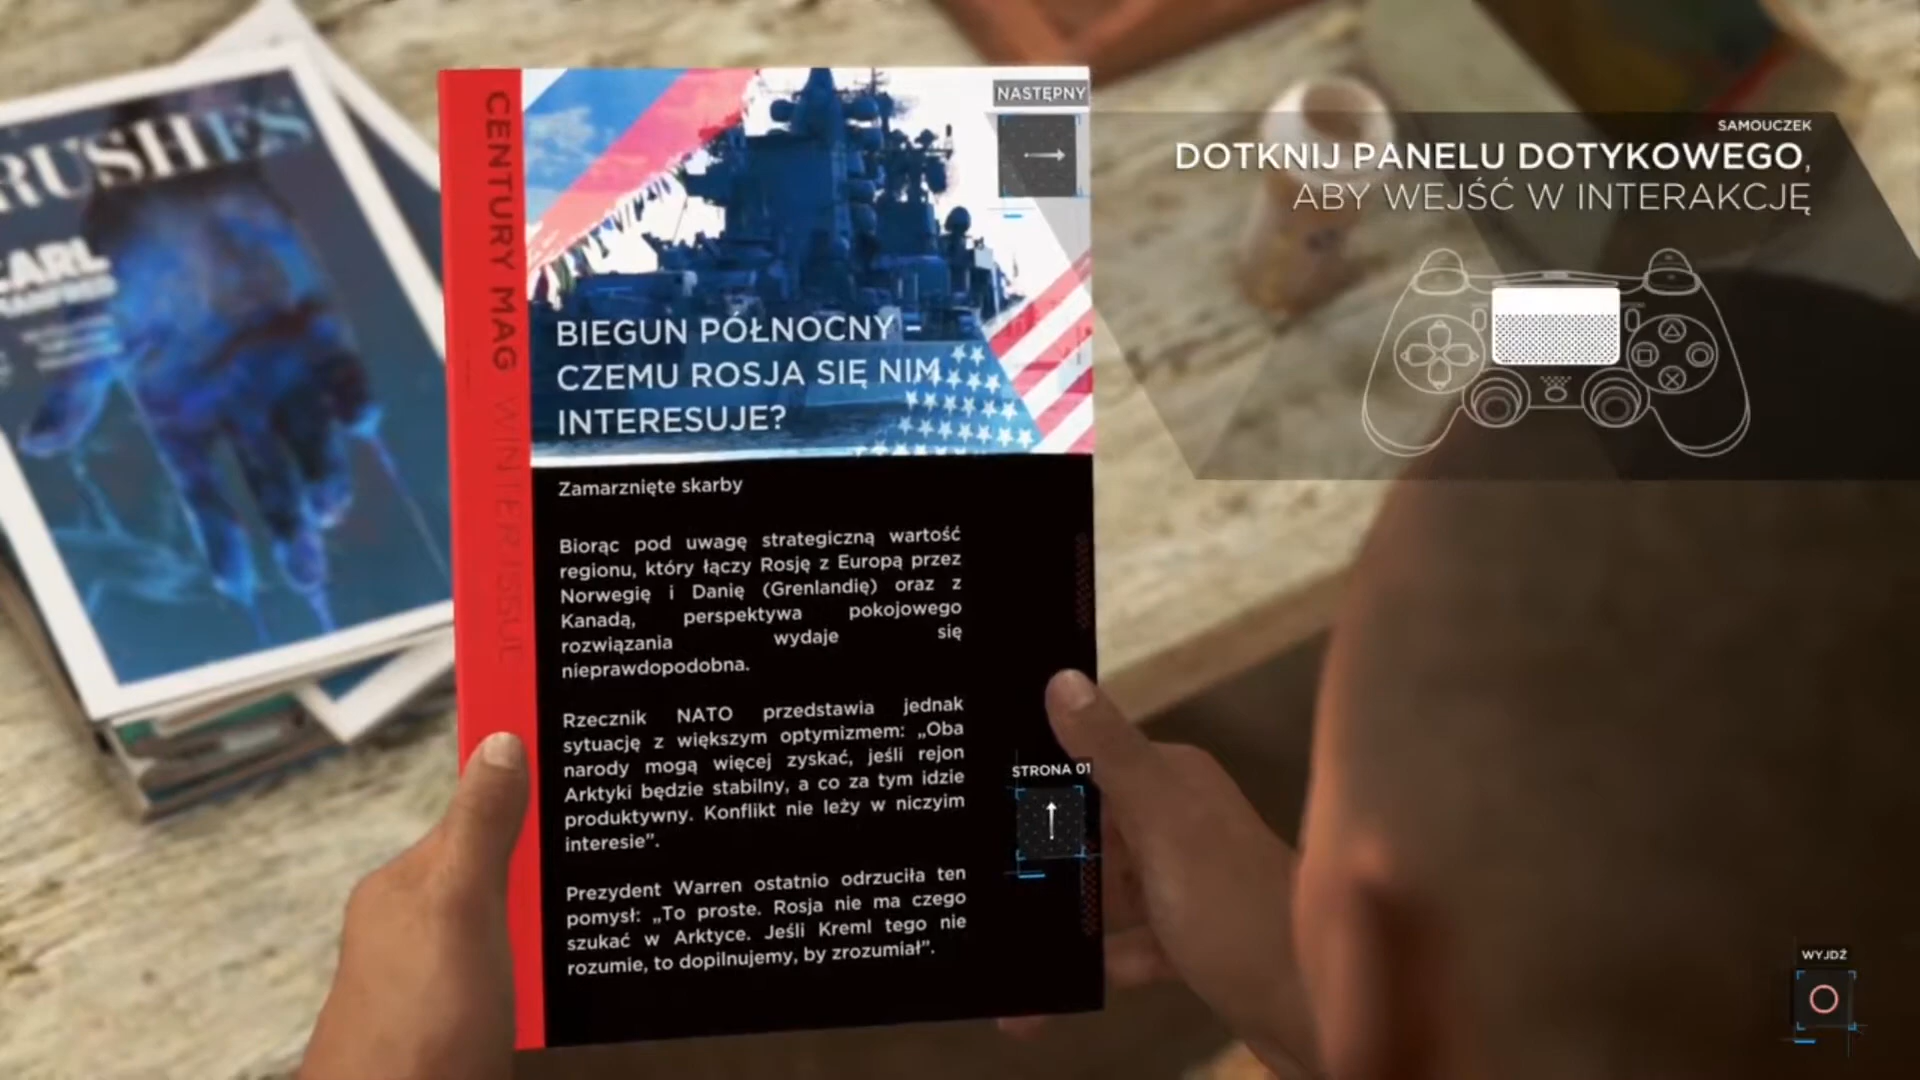 CENTURY MAG WINTER ISSUE
NASTĘPNY
BIEGUN PÓŁNOCNY –
CZEMU ROSJA SIĘ NIM
INTERESUJE?
Zamarznięte skarby
Biorąc pod uwagę strategiczną wartość
regionu, który łączy Rosję z Europą przez
Norwegię i Danię (Grenlandię) oraz z
Kanadą, perspektywa pokojowego
rozwiązania wydaje się
nieprawdopodobna.
Rzecznik NATO przedstawia jednak
sytuację z większym optymizmem: „Oba
narody mogą więcej zyskać, jeśli rejon
Arktyki będzie stabilny, a co za tym idzie
produktywny. Konflikt nie leży w niczyim
interesie”.
Prezydent Warren ostatnio odrzuciła ten
pomysł: „To proste. Rosja nie ma czego
szukać w Arktyce. Jeśli Kreml tego nie
rozumie, to dopilnujemy, by zrozumiał”.
STRONA 01
SAMOUCZEK
DOTKNIJ PANELU DOTYKOWEGO,
ABY WEJŚĆ W INTERAKCJĘ
WYJDŹ
RUSHES
CARL
MANFRED